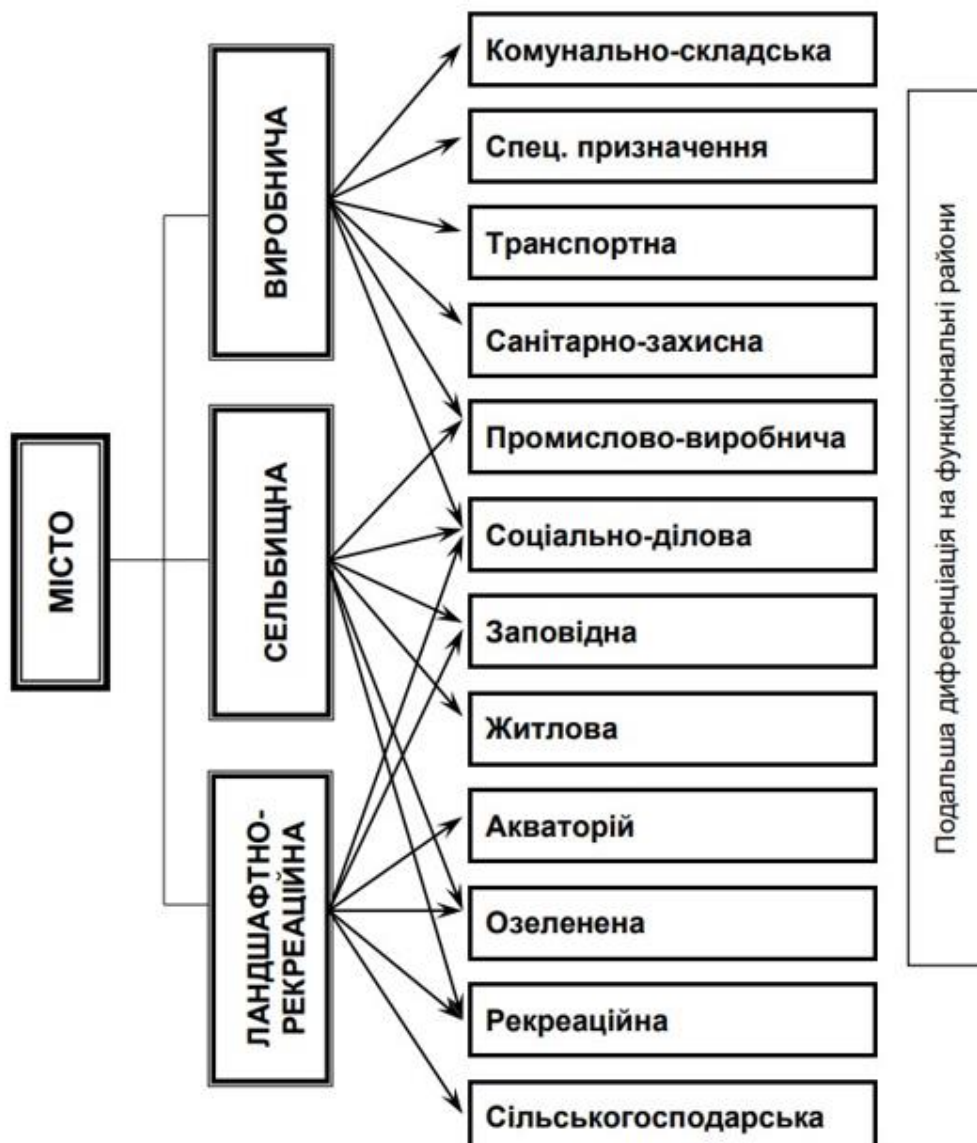 МІСТО
ВИРОБНИЧА
СЕЛЬБИЩНА
ЛАНДШАФТНО-
РЕКРЕАЦІЙНА
Комунально-складська
Спец. призначення
Транспортна
Санітарно-захисна
Промислово-виробнича
Соціально-ділова
Заповідна
Житлова
Акваторій
Озеленена
Рекреаційна
Сільськогосподарська
Подальша диференціація на функціональні райони